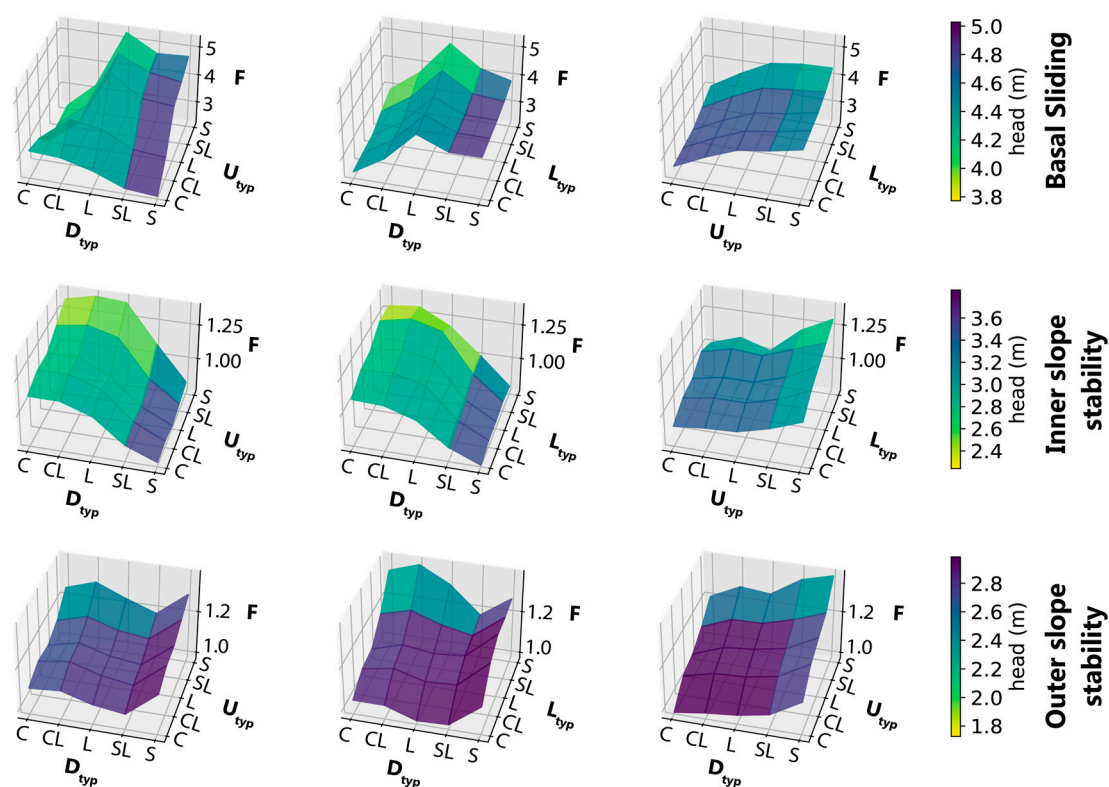 5
F
4
3
S
SL
L
CL
C
U typ
C CL L SL S
D typ
5
F
4
3
S
SL
L
CL
C
L typ
C CL L SL S
D typ
5
F
4
3
S
SL
L
CL
C
L typ
C CL L SL S
U typ
5.0
4.8
4.6
4.4
4.2
4.0
3.8
head (m)
Basal Sliding
1.25
F
1.00
S
SL
L
CL
C
U typ
C CL L SL S
D typ
1.25
F
1.00
S
SL
L
CL
C
L typ
C CL L SL S
D typ
1.25
F
1.00
S
SL
L
CL
C
L typ
C CL L SL S
U typ
3.6
3.4
3.2
3.0
2.8
2.6
2.4
head (m)
Inner slope
stability
1.2
F
1.0
S
SL
L
CL
C
U typ
C CL L SL S
D typ
1.2
F
1.0
S
SL
L
CL
C
L typ
C CL L SL S
D typ
1.2
F
1.0
S
SL
L
CL
C
U typ
C CL L SL S
D typ
2.8
2.6
2.4
2.2
2.0
1.8
head (m)
Outer slope
stability